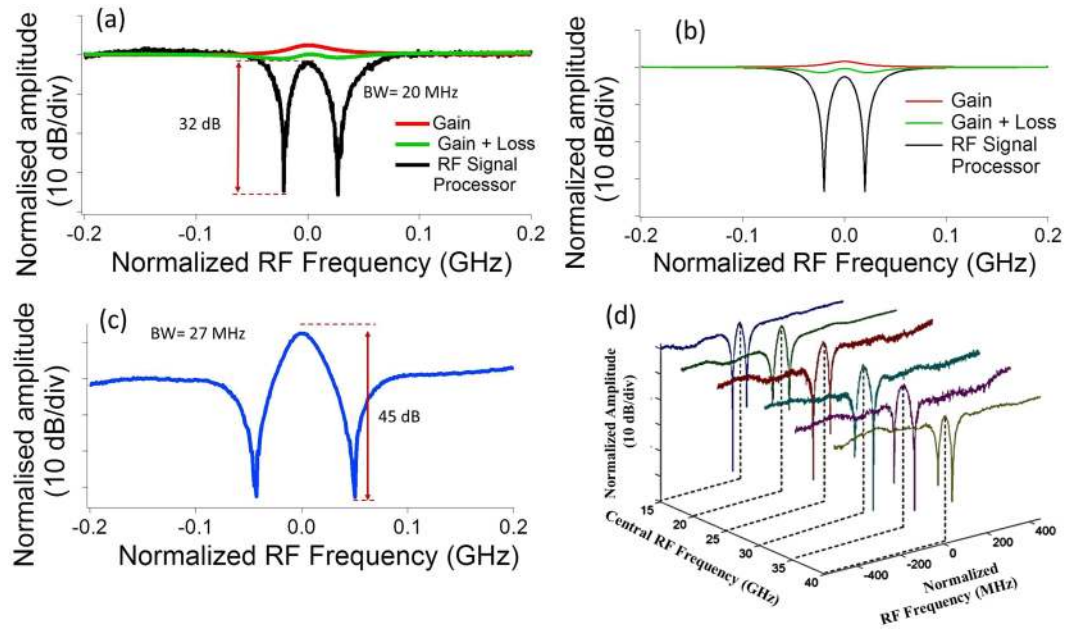 (a)
Normalised amplitude
(10 dB/div)
32 dB
BW= 20 MHz
Gain
Gain + Loss
RF Signal
Processor
-0.2 -0.1 0.0 0.1 0.2
Normalized RF Frequency (GHz)
(b)
Normalized amplitude
(10 dB/div)
Gain
Gain + Loss
RF Signal
Processor
-0.2 -0.1 0.0 0.1 0.2
Normalized RF Frequency (GHz)
(c)
Normalised amplitude
(10 dB/div)
BW= 27 MHz
45 dB
-0.2 -0.1 0.0 0.1 0.2
Normalized RF Frequency (GHz)
(d)
Normalized Amplitude
(10 dB/div)
15
20
25
30
35
40
Central RF Frequency (GHz)
-400 -200 0 200 400
Normalized
RF Frequency (MHz)